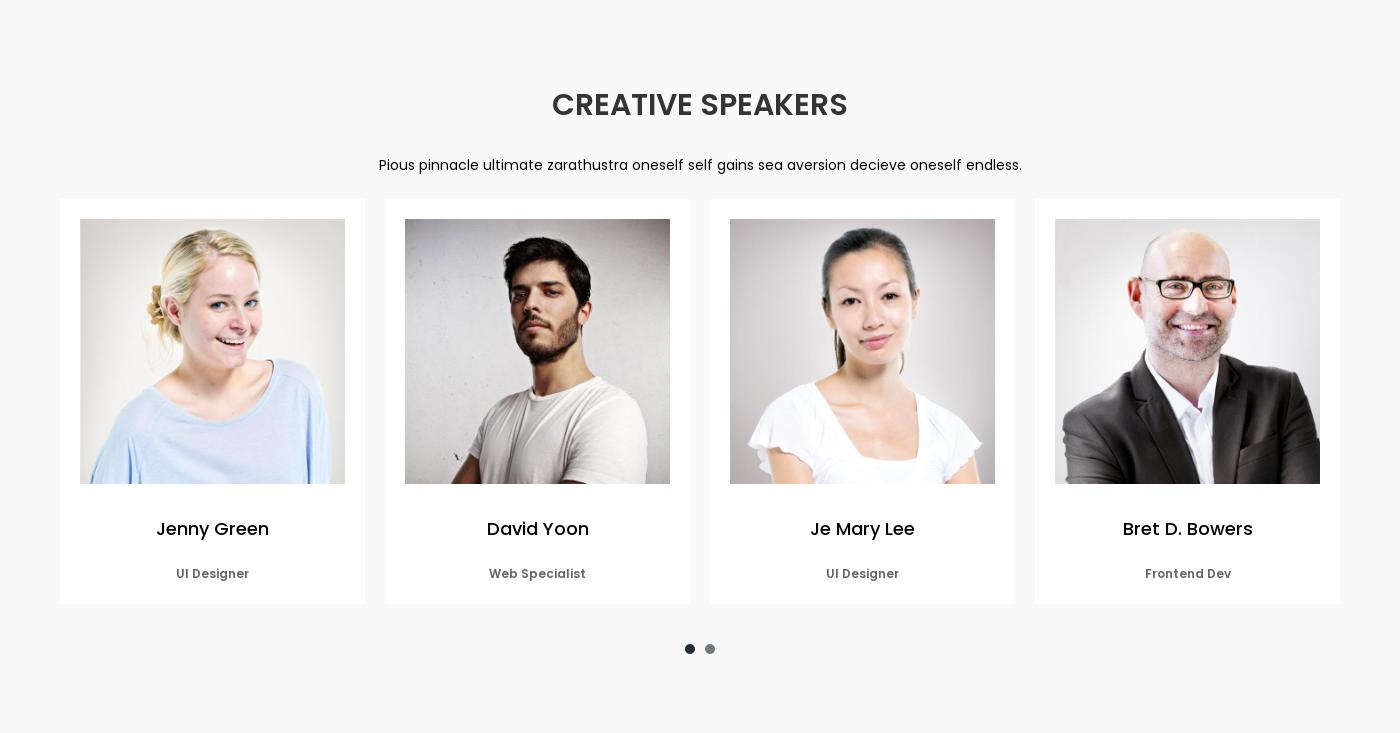 CREATIVE SPEAKERS
Pious pinnacle ultimate zarathustra oneself self gains sea aversion decieve oneself endless.
Jenny Green
UI Designer
David Yoon
Web Specialist
Je Mary Lee
UI Designer
Bret D. Bowers
Frontend Dev